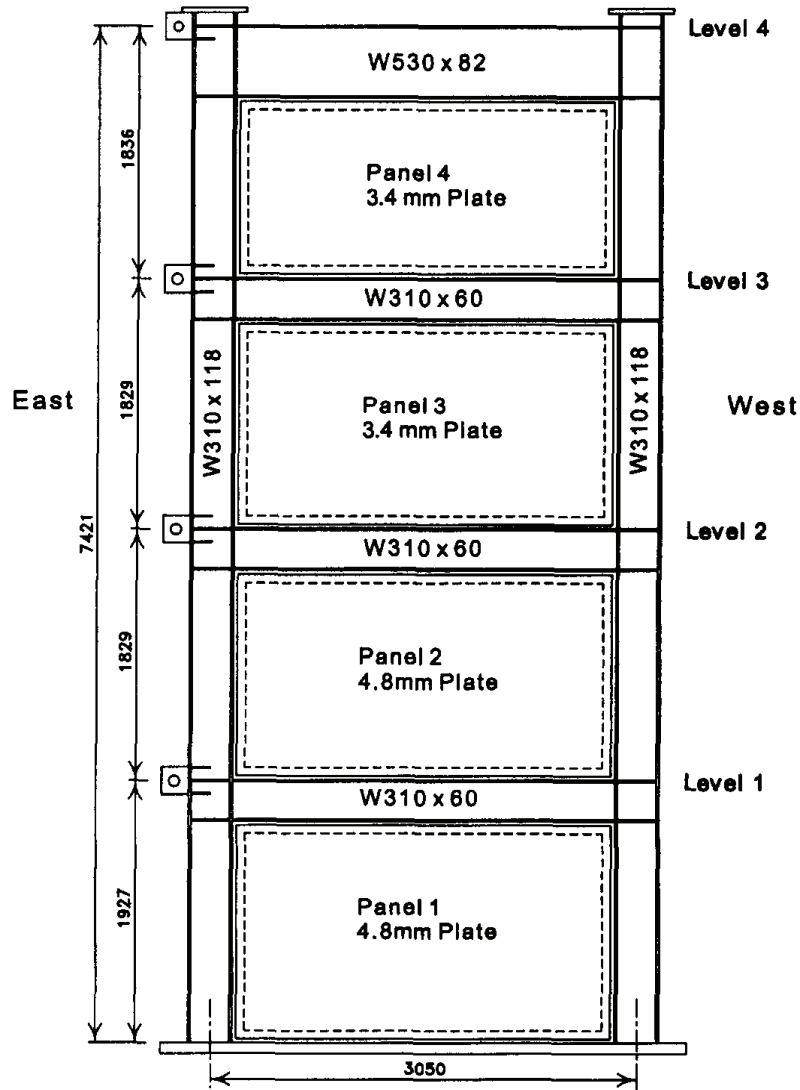 Level 4
W530 x 82
1836
Panel 4
3.4 mm Plate
Level 3
W310 x 60
East
W310 x 118
1829
Panel 3
3.4 mm Plate
W310 x 118
West
7421
Level 2
W310 x 60
1829
Panel 2
4.8mm Plate
Level 1
W310 x 60
1927
Panel 1
4.8mm Plate
3050